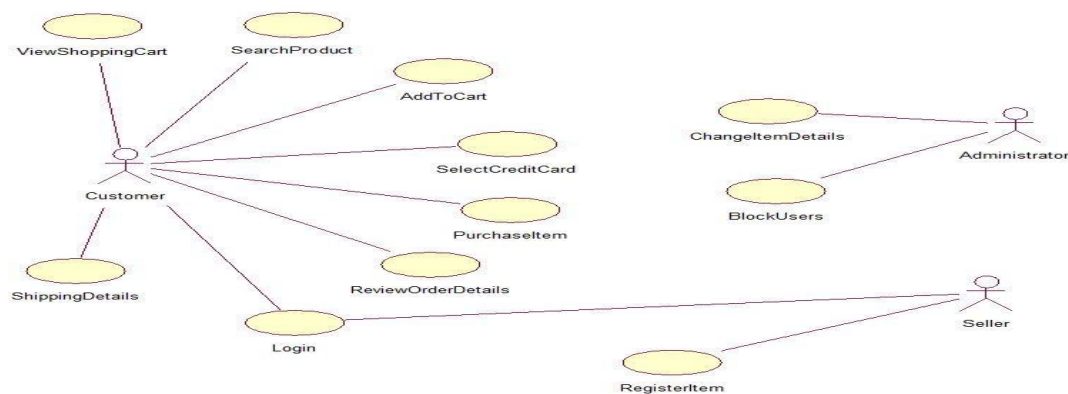 ViewShoppingCart
SearchProduct
AddToCart
ChangeItemDetails
Administrator
SelectCreditCard
Customer
BlockUsers
PurchaseItem
ShippingDetails
ReviewOrderDetails
Seller
Login
RegisterItem